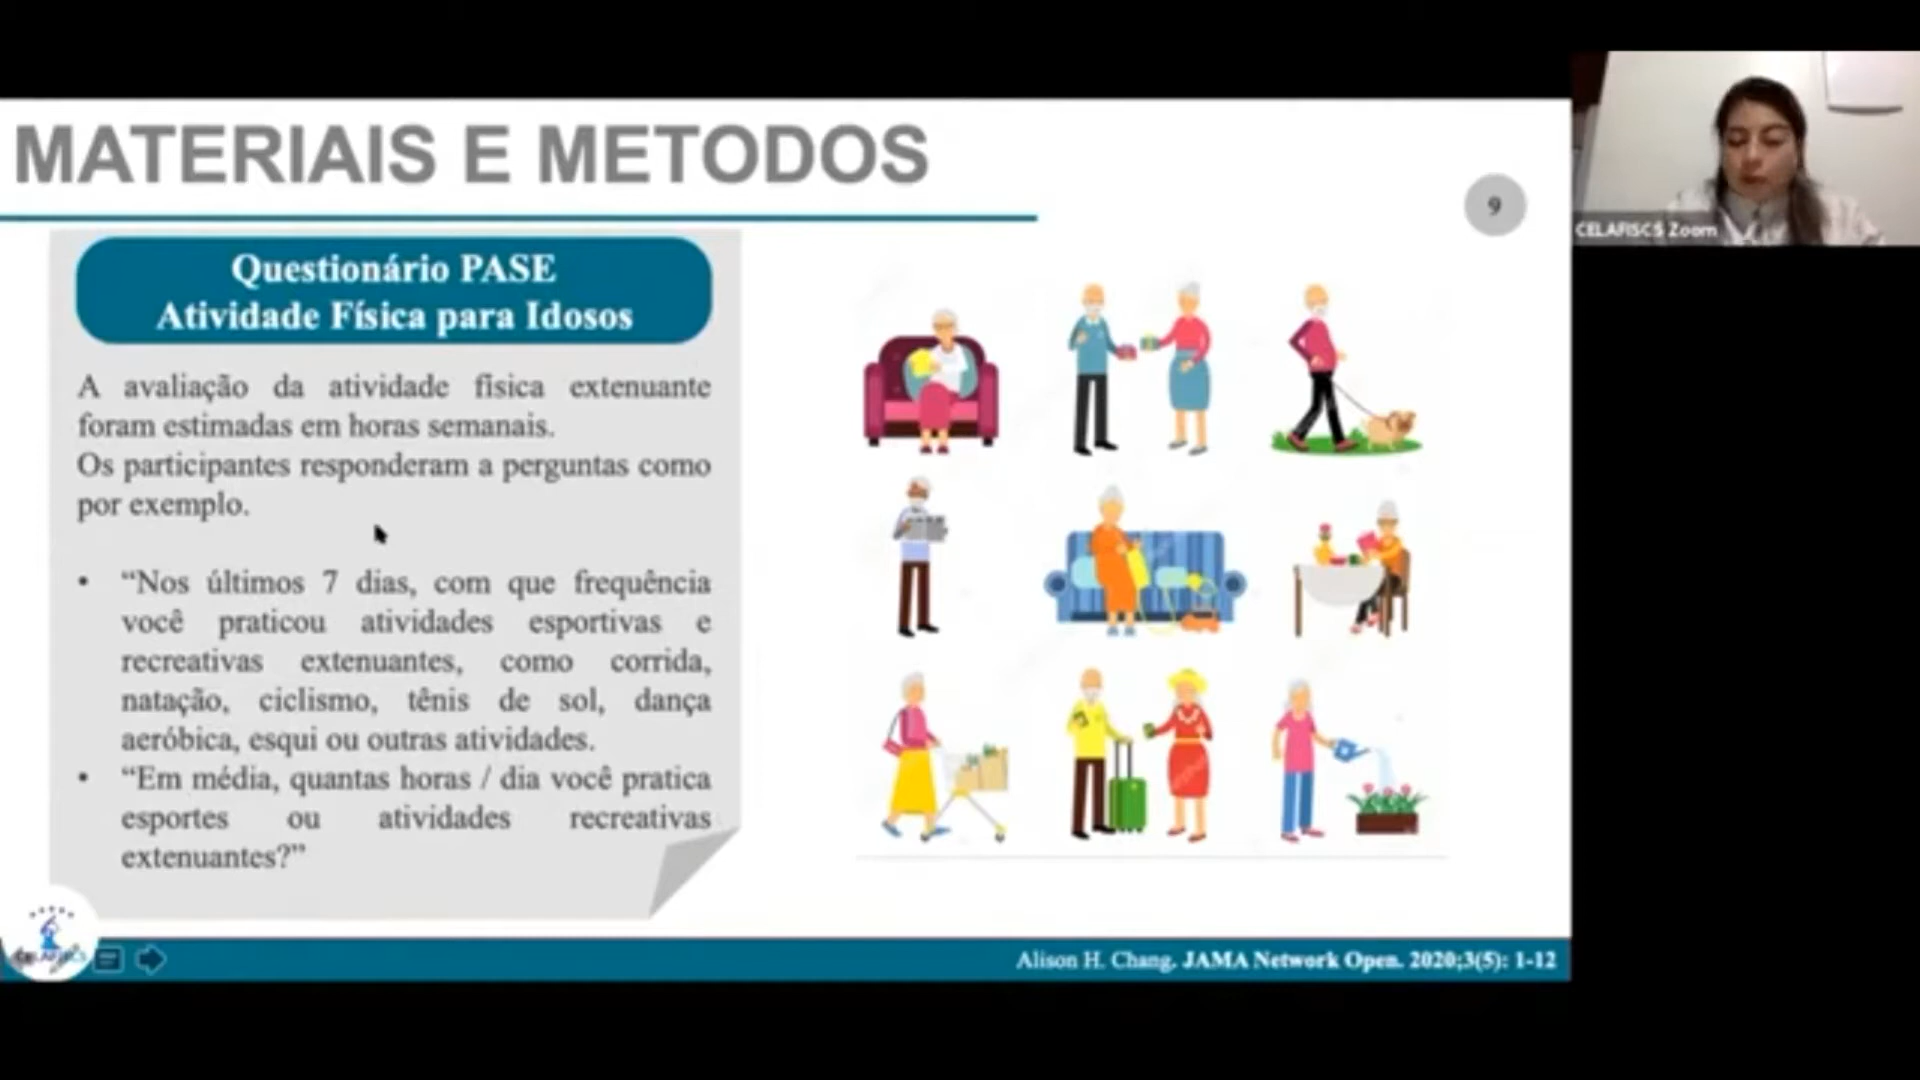 MATERIAIS E METODOS
9
CELAFISCS Zoom
Questionário PASE
Atividade Física para Idosos
A avaliação da atividade física extenuante
foram estimadas em horas semanais.
Os participantes responderam a perguntas como
por exemplo.
• “Nos últimos 7 dias, com que frequência
você praticou atividades esportivas e
recreativas extenuantes, como corrida,
natação, ciclismo, tênis de sol, dança
aeróbica, esqui ou outras atividades.
• “Em média, quantas horas / dia você pratica
esportes ou atividades recreativas
extenuantes?”
CELAFISCS
Alison H. Chang. JAMA Network Open. 2020;3(5): 1-12